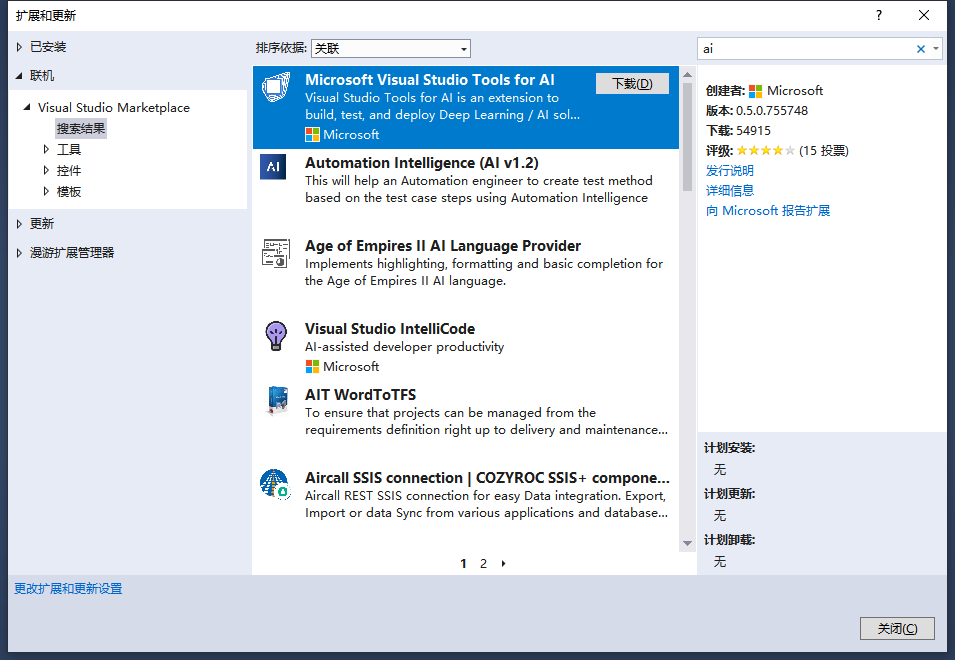 扩展和更新
?
已安装
联机
Visual Studio Marketplace
搜索结果
工具
控件
模板
更新
漫游扩展管理器
排序依据: 关联
ai
Microsoft Visual Studio Tools for AI
下载(D)
Visual Studio Tools for AI is an extension to
build, test, and deploy Deep Learning / AI sol...
Microsoft
AI
Automation Intelligence (AI v1.2)
This will help an Automation engineer to create test method
based on the test case steps using Automation Intelligence
Age of Empires II AI Language Provider
Implements highlighting, formatting and basic completion for
the Age of Empires II AI language.
Visual Studio IntelliCode
AI-assisted developer productivity
Microsoft
AIT WordToTFS
To ensure that projects can be managed from the
requirements definition right up to delivery and maintenance...
Aircall SSIS connection | COZYROC SSIS+ compone...
Aircall REST SSIS connection for easy Data integration. Export,
Import or data Sync from various applications and database...
1 2
创建者: Microsoft
版本: 0.5.0.755748
下载: 54915
评级: (15 投票)
发行说明
详细信息
向 Microsoft 报告扩展
计划安装:
无
计划更新:
无
计划卸载:
无
更改扩展和更新设置
关闭(C)